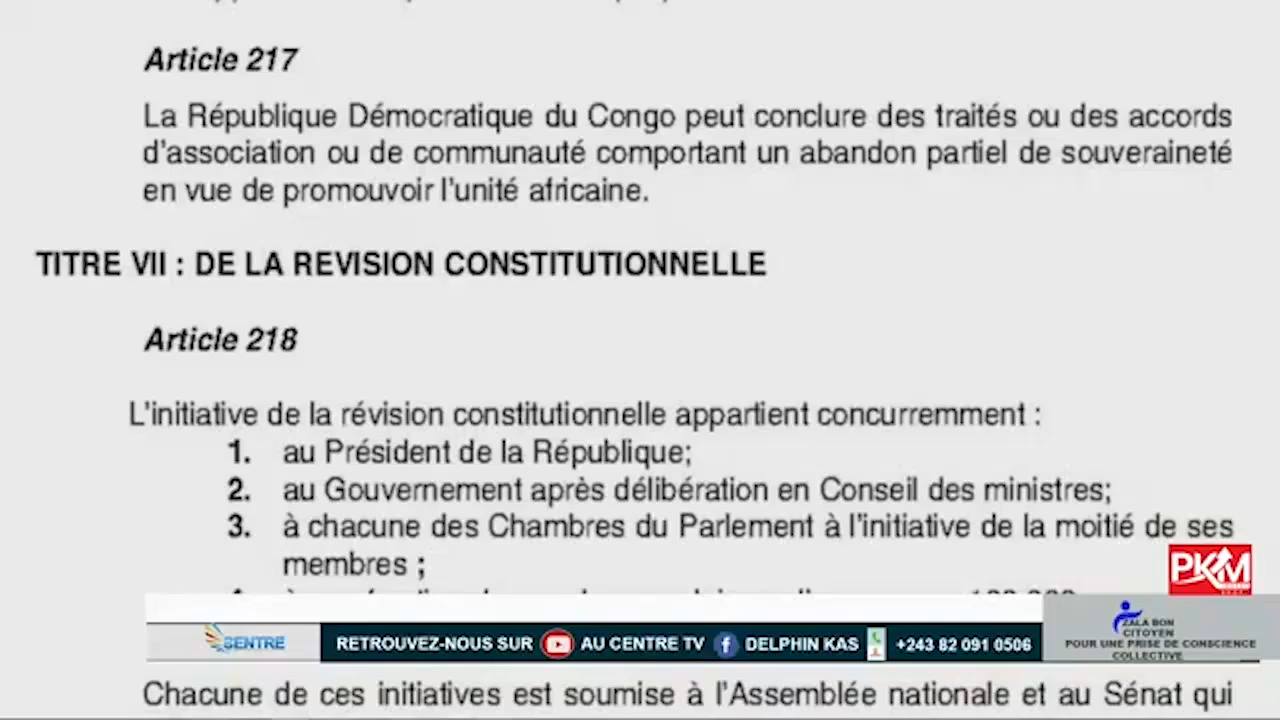 Article 217
La République Démocratique du Congo peut conclure des traités ou des accords
d'association ou de communauté comportant un abandon partiel de souveraineté
en vue de promouvoir l'unité africaine.
TITRE VII : DE LA REVISION CONSTITUTIONNELLE
Article 218
L'initiative de la révision constitutionnelle appartient concurremment :
1. au Président de la République;
2. au Gouvernement après délibération en Conseil des ministres;
3. à chacune des Chambres du Parlement à l'initiative de la moitié de ses
membres ;
PKM
CENTRE
RETROUVEZ-NOUS SUR AU CENTRE TV f DELPHIN KAS +243 82 091 0506
ZALA BON
CITOYEN
POUR UNE PRISE DE CONSCIENCE
COLLECTIVE
Chacune de ces initiatives est soumise à l'Assemblée nationale et au Sénat qui